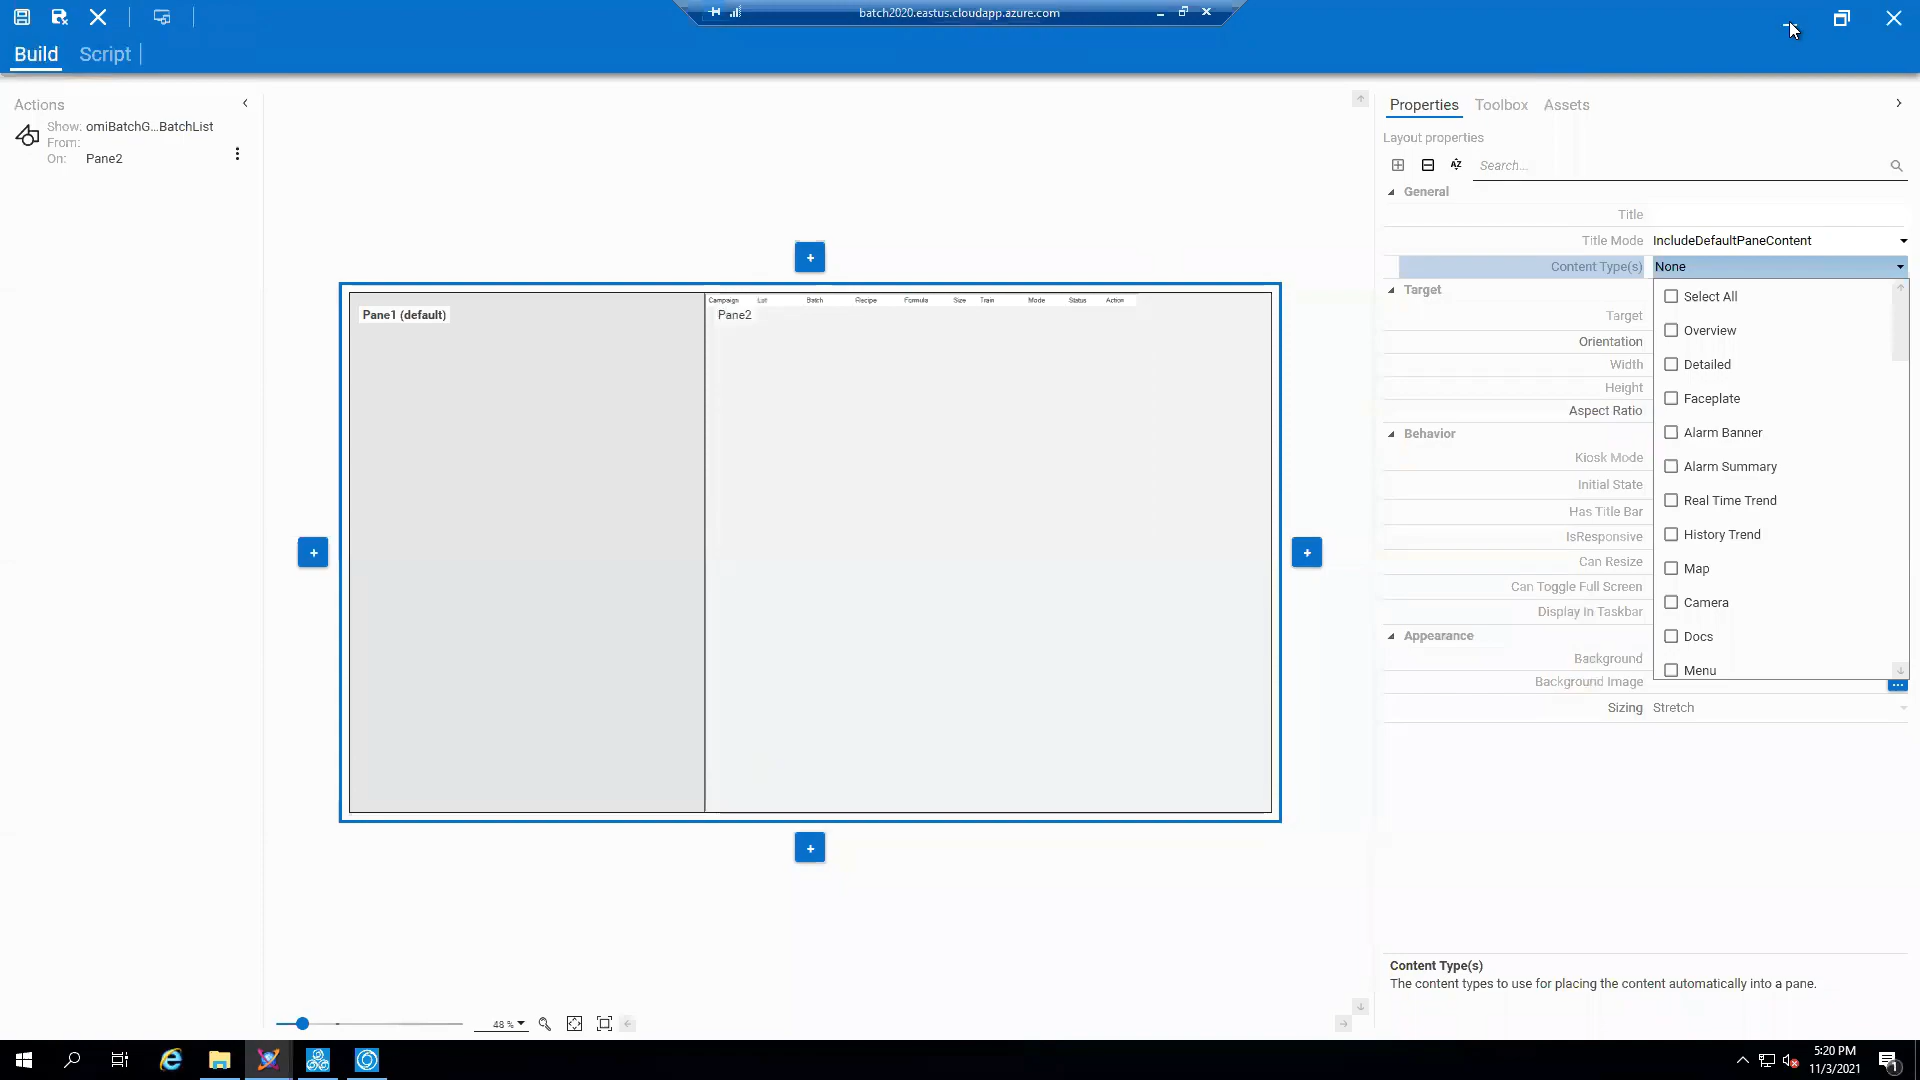 batch2020.eastus.cloudapp.azure.com
Build Script
Actions
Show: omiBatchG...BatchList
From:
On: Pane2
Campaign Lot Batch Recipe Formula Size Train Mode Status Action
Pane1 (default)
Pane2
+
+
+
+
48 %
Properties Toolbox Assets
Layout properties
Search...
General
Title
Title Mode IncludeDefaultPaneContent
Content Type(s) None
Target
Target
Orientation
Width
Height
Aspect Ratio
Behavior
Kiosk Mode
Initial State
Has Title Bar
IsResponsive
Can Resize
Can Toggle Full Screen
Display in Taskbar
Appearance
Background
Background Image
Sizing Stretch
Select All
Overview
Detailed
Faceplate
Alarm Banner
Alarm Summary
Real Time Trend
History Trend
Map
Camera
Docs
Menu
Content Type(s)
The content types to use for placing the content automatically into a pane.
5:20 PM
11/3/2021
1